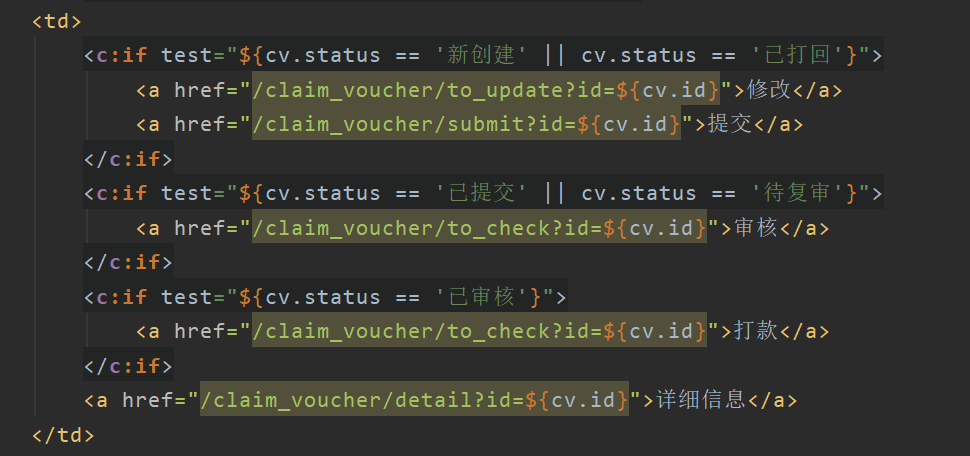 <td>
<c:if test="${cv.status == '新创建' || cv.status == '已打回'}">
<a href="/claim_voucher/to_update?id=${cv.id}">修改</a>
<a href="/claim_voucher/submit?id=${cv.id}">提交</a>
</c:if>
<c:if test="${cv.status == '已提交' || cv.status == '待复审'}">
<a href="/claim_voucher/to_check?id=${cv.id}">审核</a>
</c:if>
<c:if test="${cv.status == '已审核'}">
<a href="/claim_voucher/to_check?id=${cv.id}">打款</a>
</c:if>
<a href="/claim_voucher/detail?id=${cv.id}">详细信息</a>
</td>